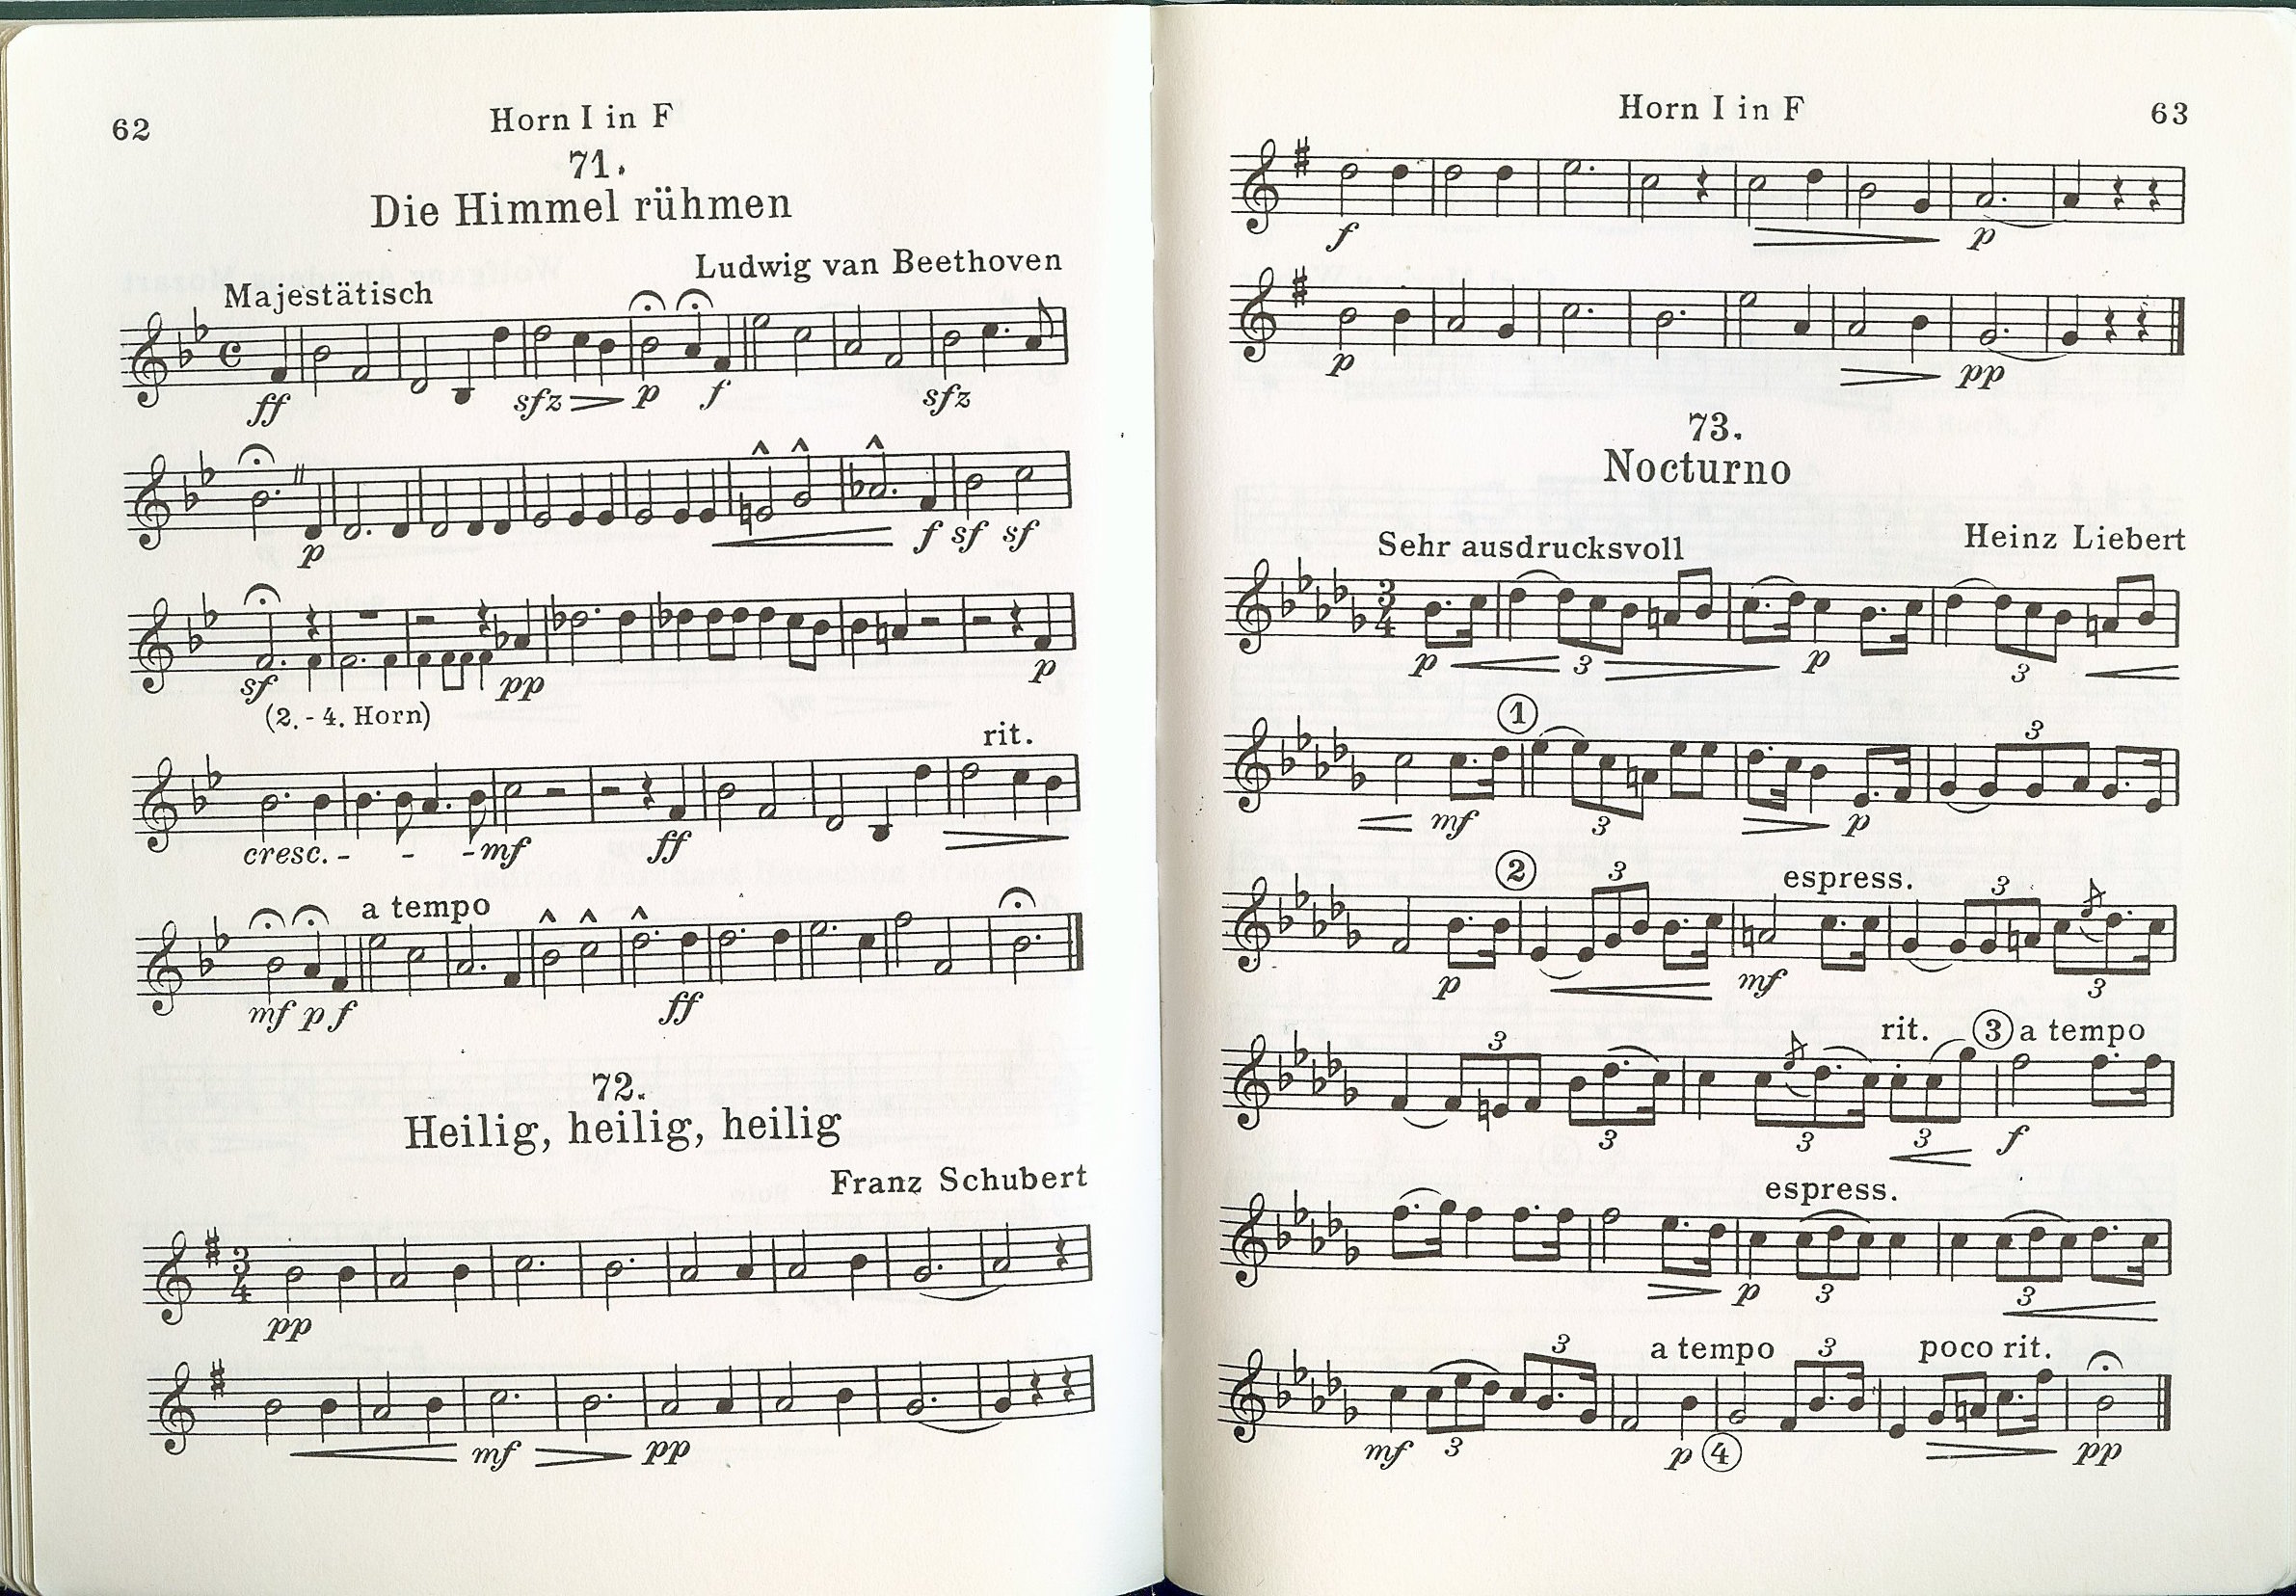 62
Horn I in F
71.
Die Himmel rühmen
Ludwig van Beethoven
Majestätisch
ff sfz p f sfz
p f sf sf
sf pp p
(2.-4. Horn)
rit.
cresc. - - - mf ff
a tempo
mf p f ff
72.
Heilig, heilig, heilig
Franz Schubert
3
4
pp
mf pp
Horn I in F
63
f p
p pp
73.
Nocturno
Heinz Liebert
Sehr ausdrucksvoll
3
4
p 3 p 3
1
3
mf 3 p
2 3 espress. 3
p mf 3
3 rit. 3 a tempo
3 3 3 f
espress.
p 3 3
3 a tempo 3 poco rit.
mf 3 p 4 pp